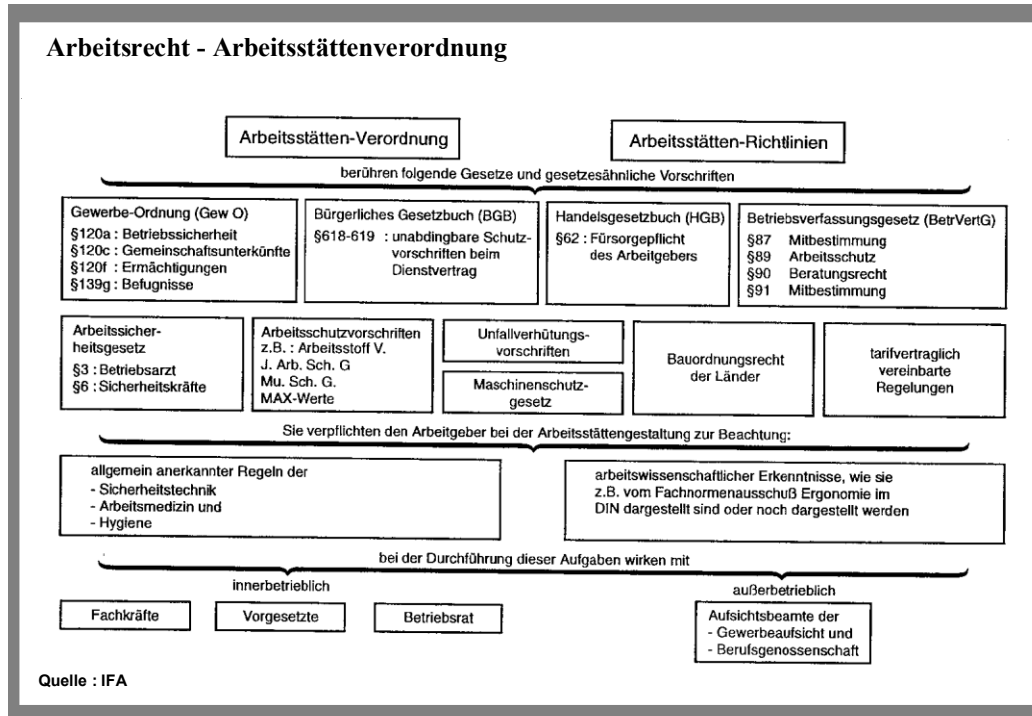 Arbeitsrecht - Arbeitsstättenverordnung
Arbeitsstätten-Verordnung
Arbeitsstätten-Richtlinien
berühren folgende Gesetze und gesetzesähnliche Vorschriften
Gewerbe-Ordnung (Gew O)
§120a : Betriebssicherheit
§120c : Gemeinschaftsunterkünfte
§120f : Ermächtigungen
§139g : Befugnisse
Bürgerliches Gesetzbuch (BGB)
§618-619 : unabdingbare Schutz-
vorschriften beim
Dienstvertrag
Handelsgesetzbuch (HGB)
§62 : Fürsorgepflicht
des Arbeitgebers
Betriebsverfassungsgesetz (BetrVertG)
§87 Mitbestimmung
§89 Arbeitsschutz
§90 Beratungsrecht
§91 Mitbestimmung
Arbeitssicher-
heitsgesetz
§3 : Betriebsarzt
§6 : Sicherheitskräfte
Arbeitsschutzvorschriften
z.B. : Arbeitsstoff V.
J. Arb. Sch. G
Mu. Sch. G.
MAX-Werte
Unfallverhütungs-
vorschriften
Maschinenschutz-
gesetz
Bauordnungsrecht
der Länder
tarifvertraglich
vereinbarte
Regelungen
Sie verpflichten den Arbeitgeber bei der Arbeitsstättengestaltung zur Beachtung:
allgemein anerkannter Regeln der
- Sicherheitstechnik
- Arbeitsmedizin und
- Hygiene
arbeitswissenschaftlicher Erkenntnisse, wie sie
z.B. vom Fachnormenausschuß Ergonomie im
DIN dargestellt sind oder noch dargestellt werden
bei der Durchführung dieser Aufgaben wirken mit
innerbetrieblich
außerbetrieblich
Fachkräfte
Vorgesetzte
Betriebsrat
Aufsichtsbeamte der
- Gewerbeaufsicht und
- Berufsgenossenschaft
Quelle : IFA